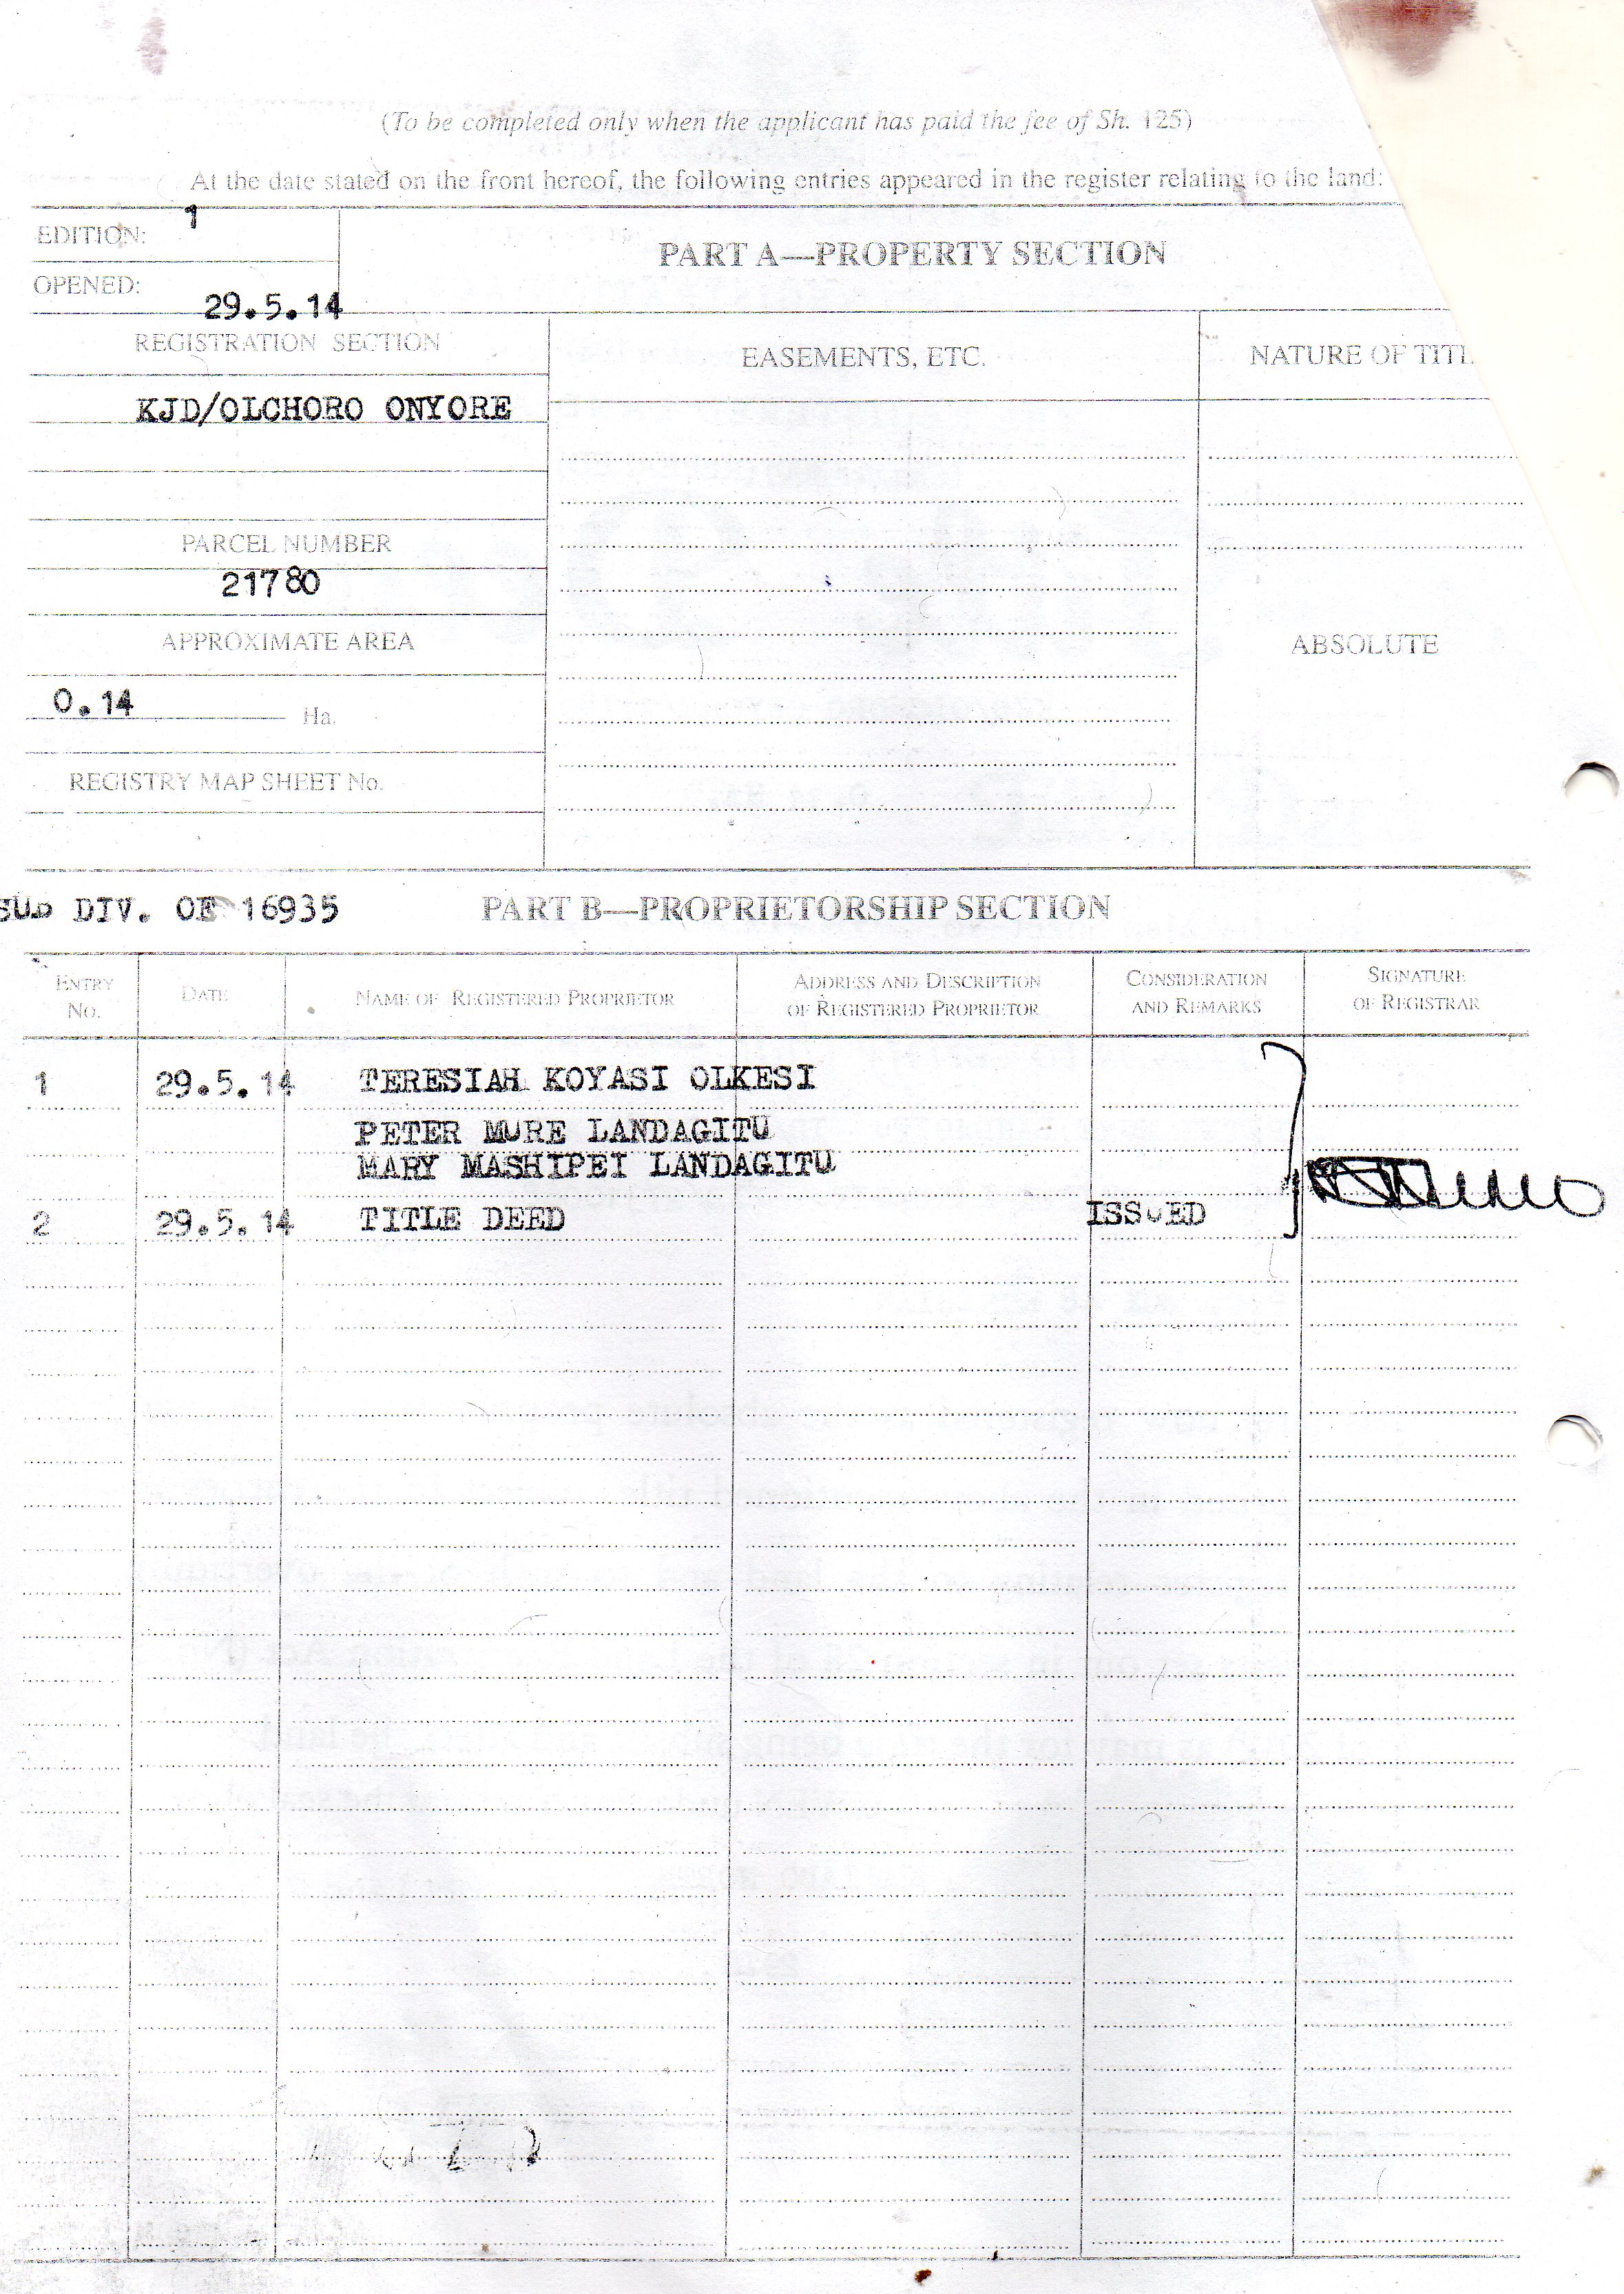 (To be completed only when the applicant has paid the fee of Sh. 125)
At the date stated on the front hereof, the following entries appeared in the register relating to the land:
EDITION: 1
PART A—PROPERTY SECTION
OPENED: 29.5.14
REGISTRATION SECTION
EASEMENTS, ETC.
NATURE OF TITL
KJD/OLCHORO ONYORE
PARCEL NUMBER
21780
APPROXIMATE AREA
ABSOLUTE
0.14 Ha.
REGISTRY MAP SHEET No.
SUB DIV. OF 16935
PART B—PROPRIETORSHIP SECTION
ENTRY No.
DATE
NAME OF REGISTERED PROPRIETOR
ADDRESS AND DESCRIPTION OF REGISTERED PROPRIETOR
CONSIDERATION AND REMARKS
SIGNATURE OF REGISTRAR
1 29.5.14 TERESIAH KOYASI OLKESI
PETER MURE LANDAGITU
MARY MASHIPEI LANDAGITU
2 29.5.14 TITLE DEED ISSUED